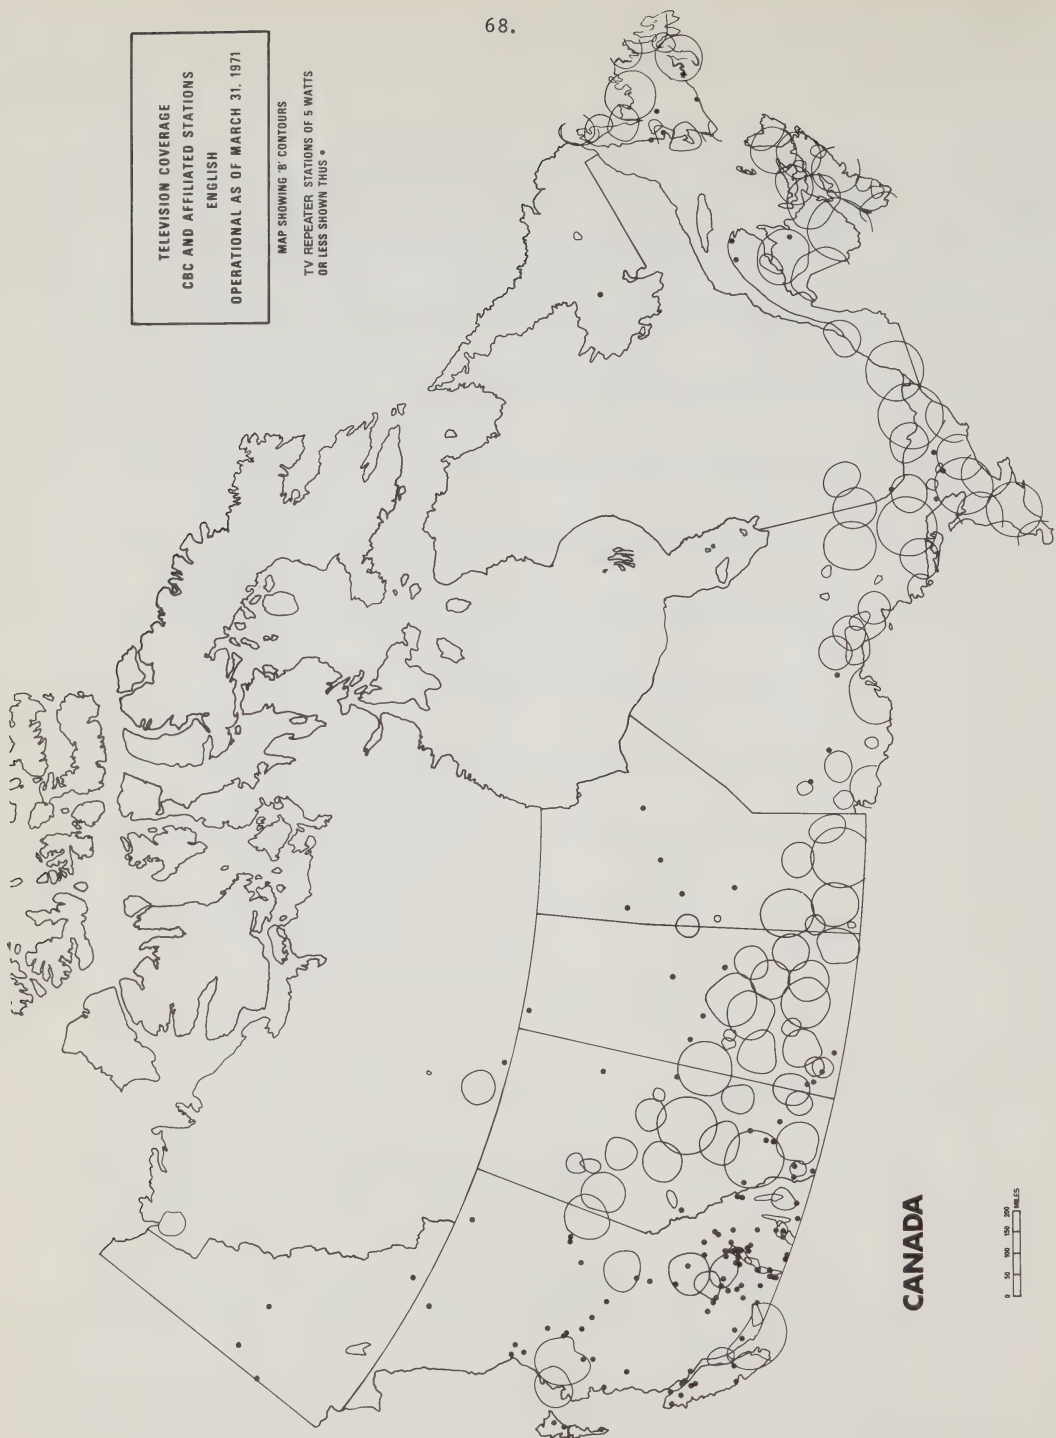 68.
TELEVISION COVERAGE
CBC AND AFFILIATED STATIONS
ENGLISH
OPERATIONAL AS OF MARCH 31, 1971
MAP SHOWING 'B' CONTOURS
TV REPEATER STATIONS OF 5 WATTS
OR LESS SHOWN THUS •
CANADA
0 50 100 150 200 MILES